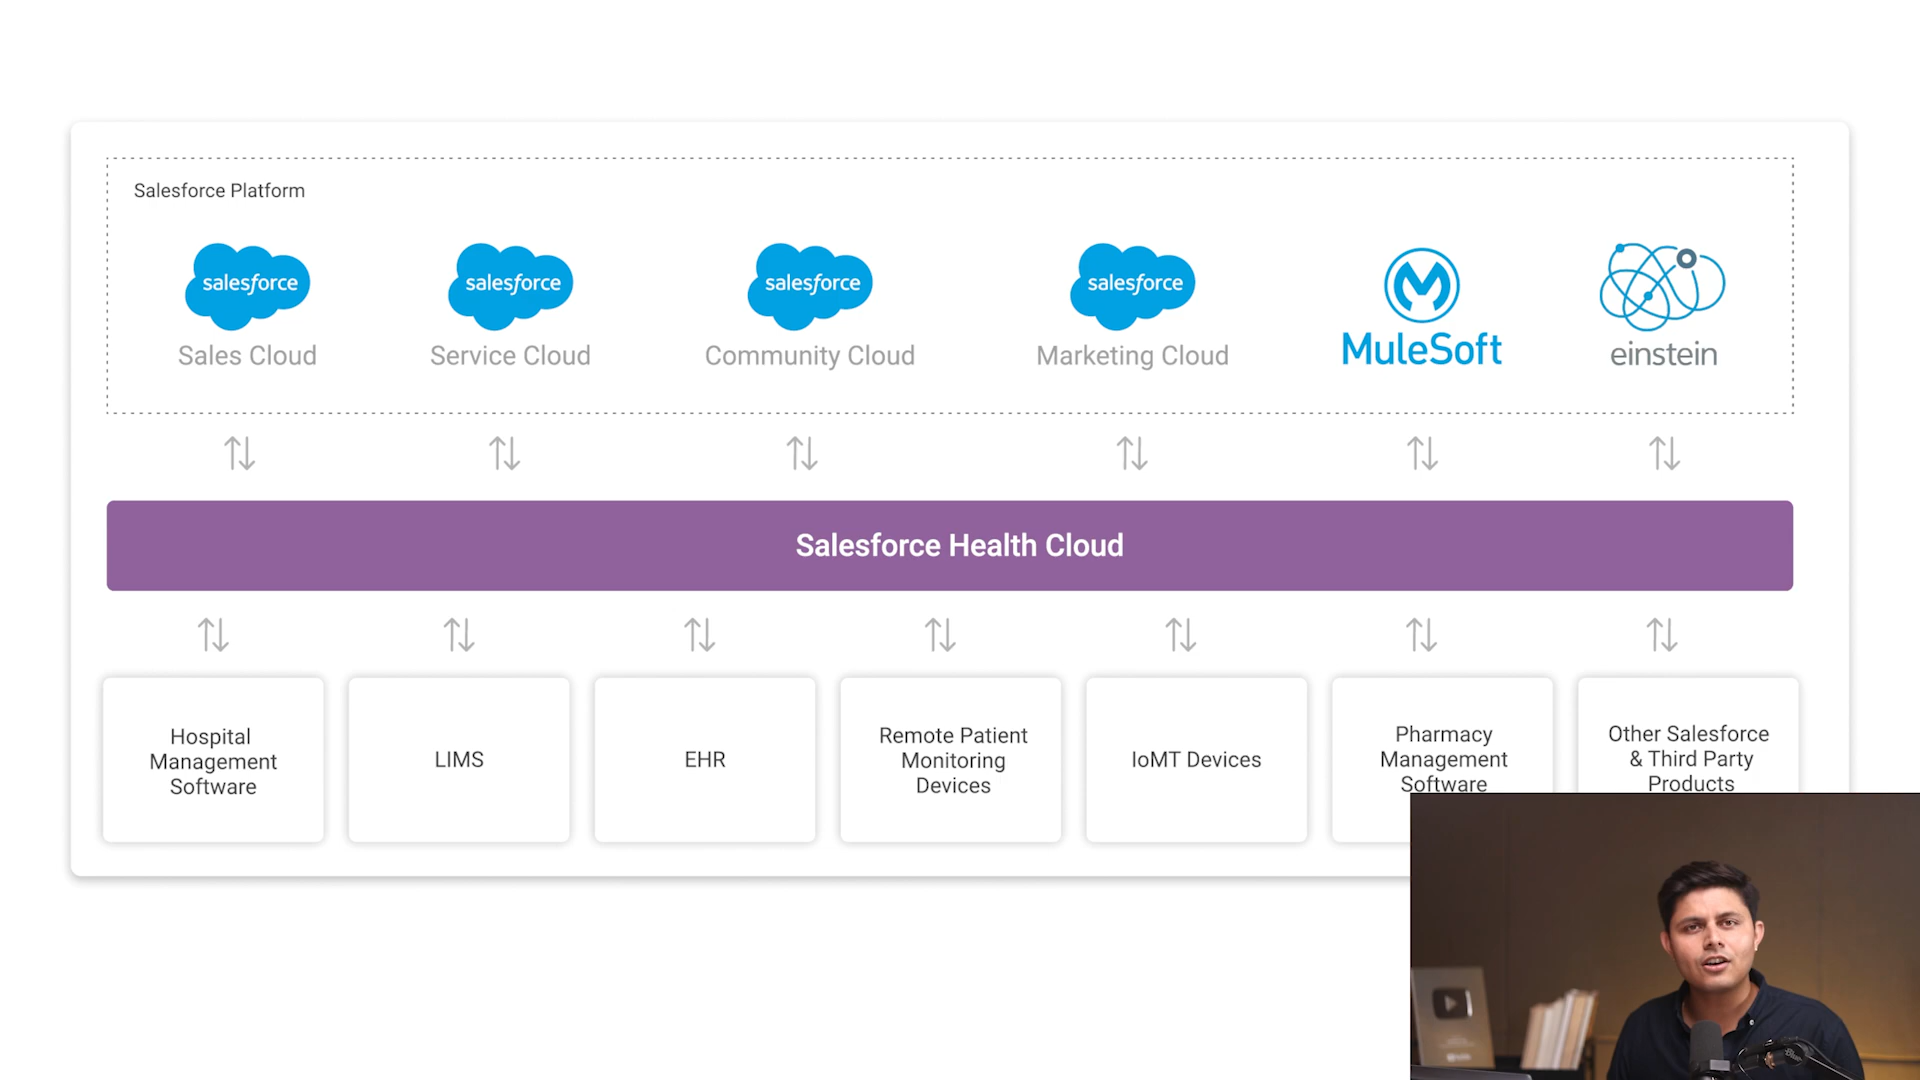 Salesforce Platform
salesforce
salesforce
salesforce
salesforce
Sales Cloud
Service Cloud
Community Cloud
Marketing Cloud
MuleSoft
einstein
Salesforce Health Cloud
Hospital
Management
Software
LIMS
EHR
Remote Patient
Monitoring
Devices
IoMT Devices
Pharmacy
Management
Software
Other Salesforce
& Third Party
Products